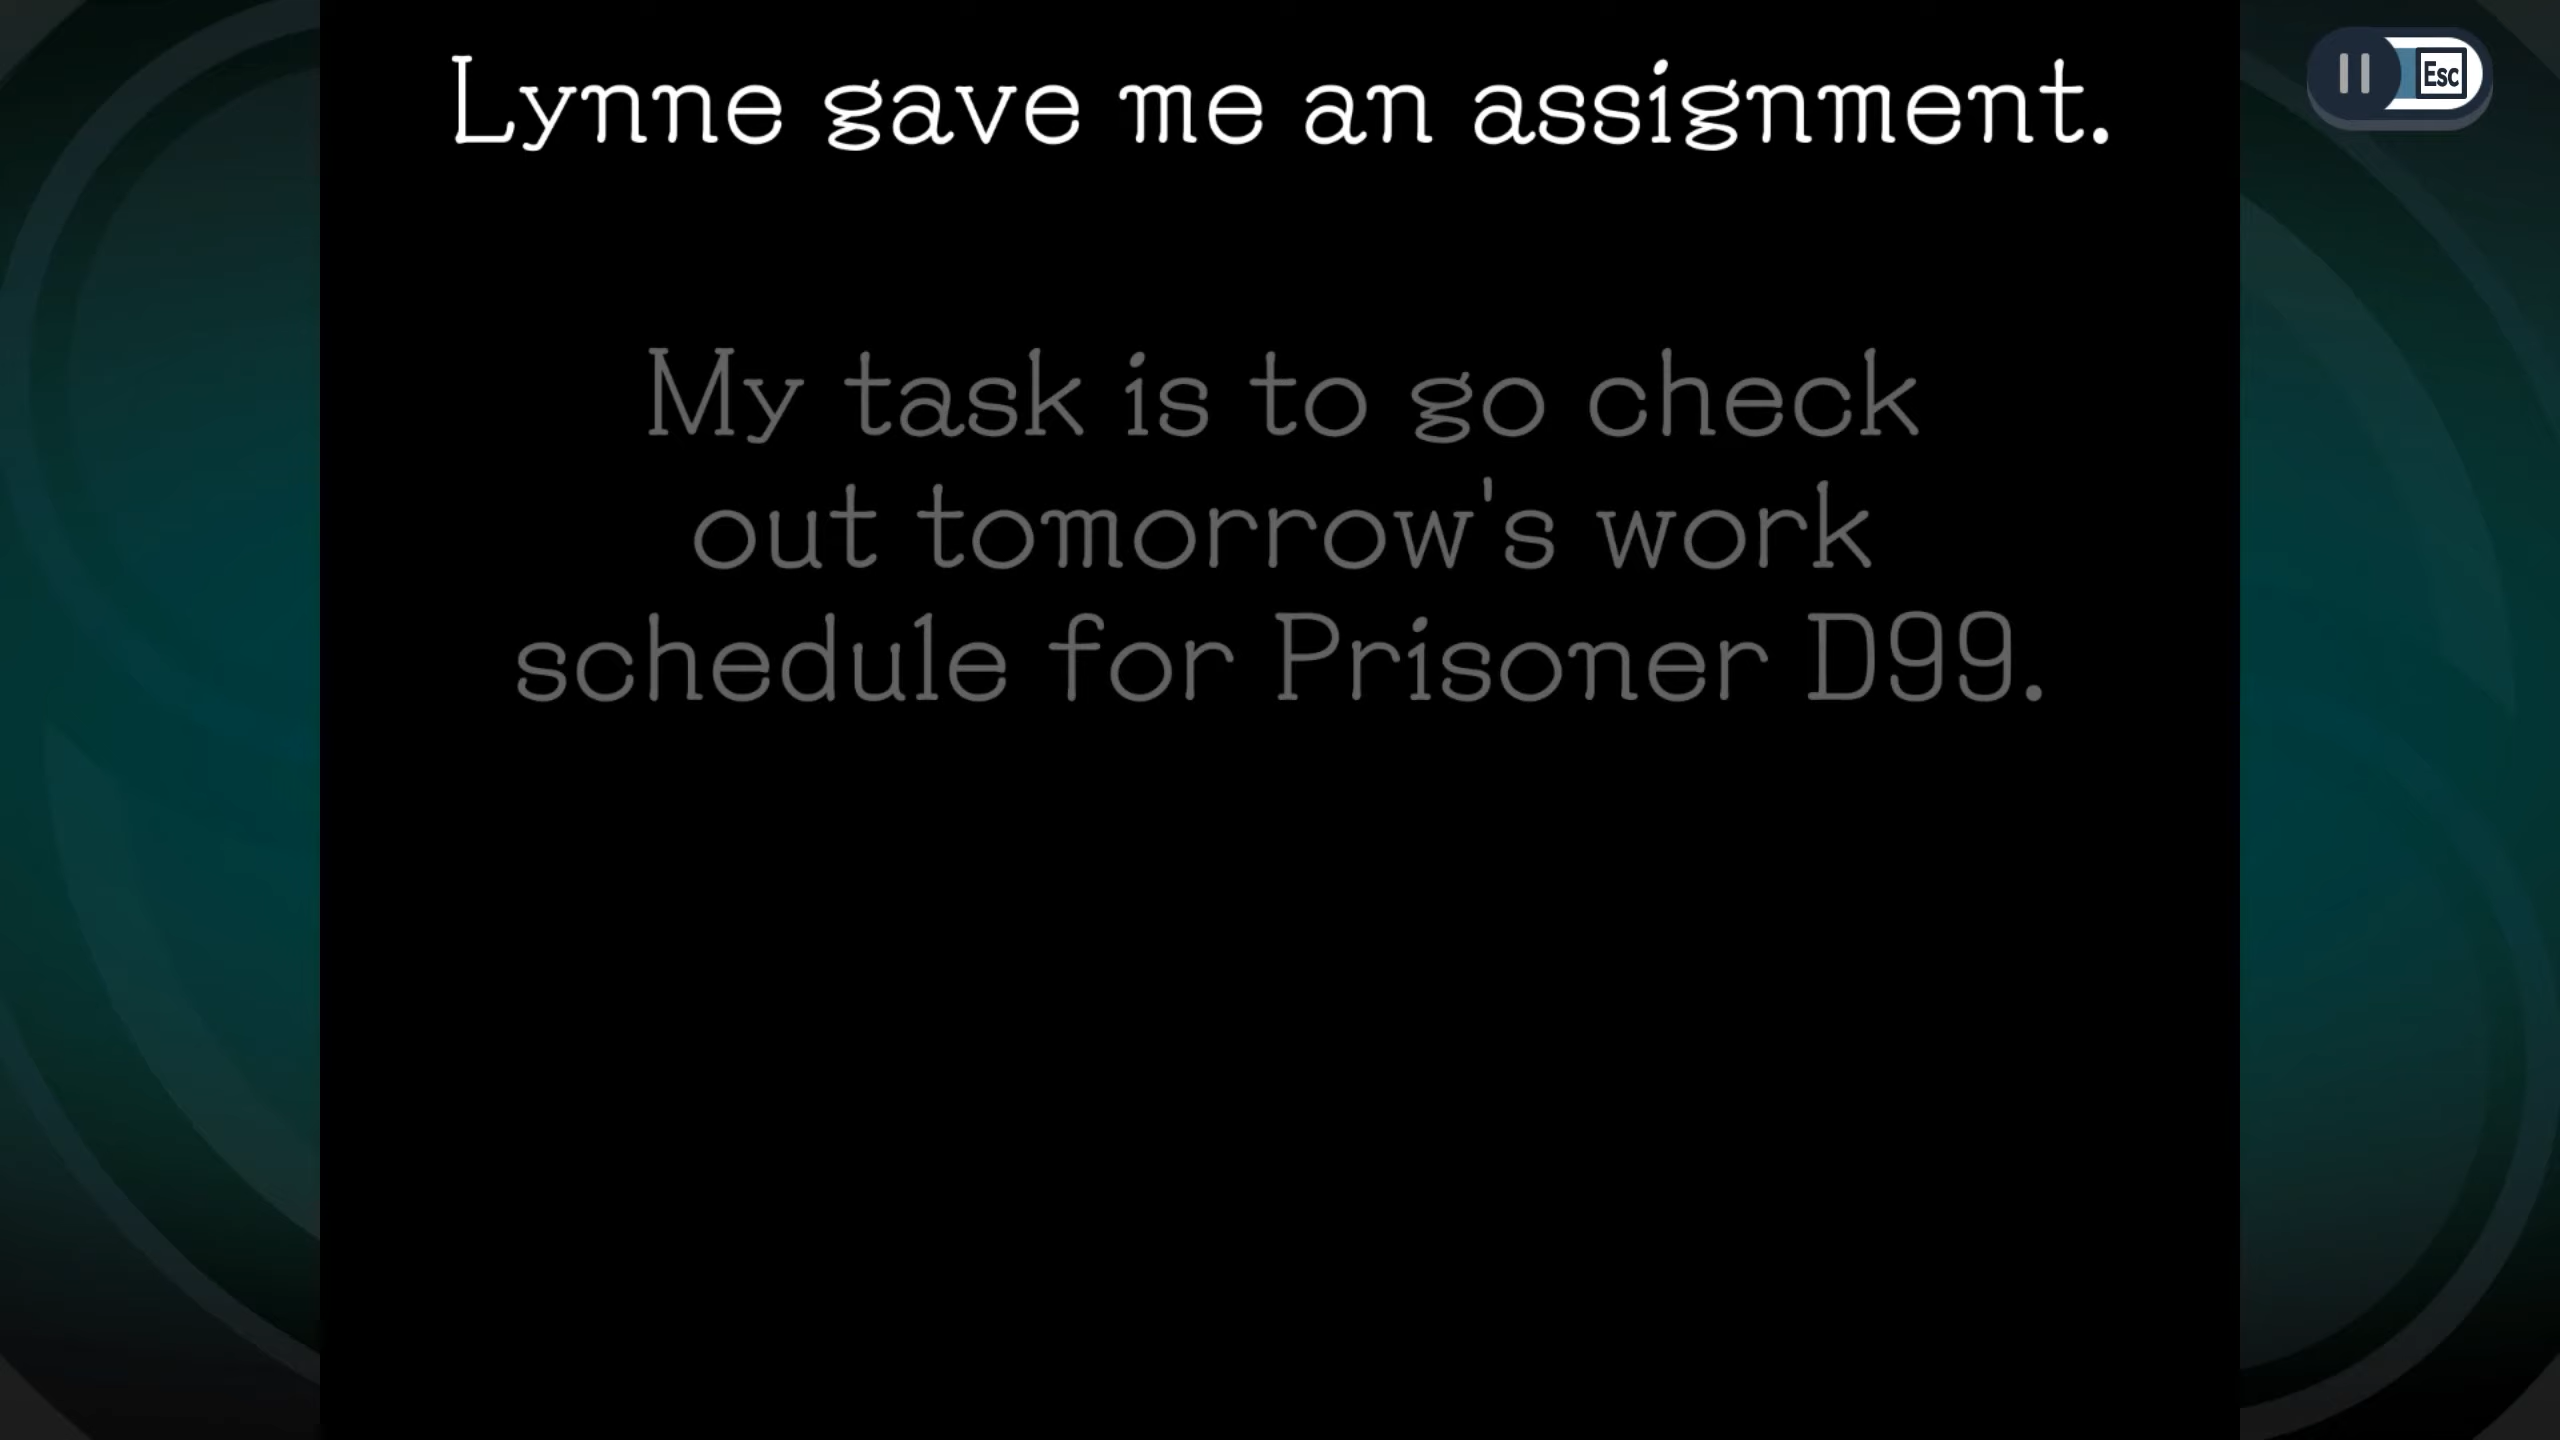 Lynne gave me an assignment.
Esc
My task is to go check
out tomorrow's work
schedule for Prisoner D99.